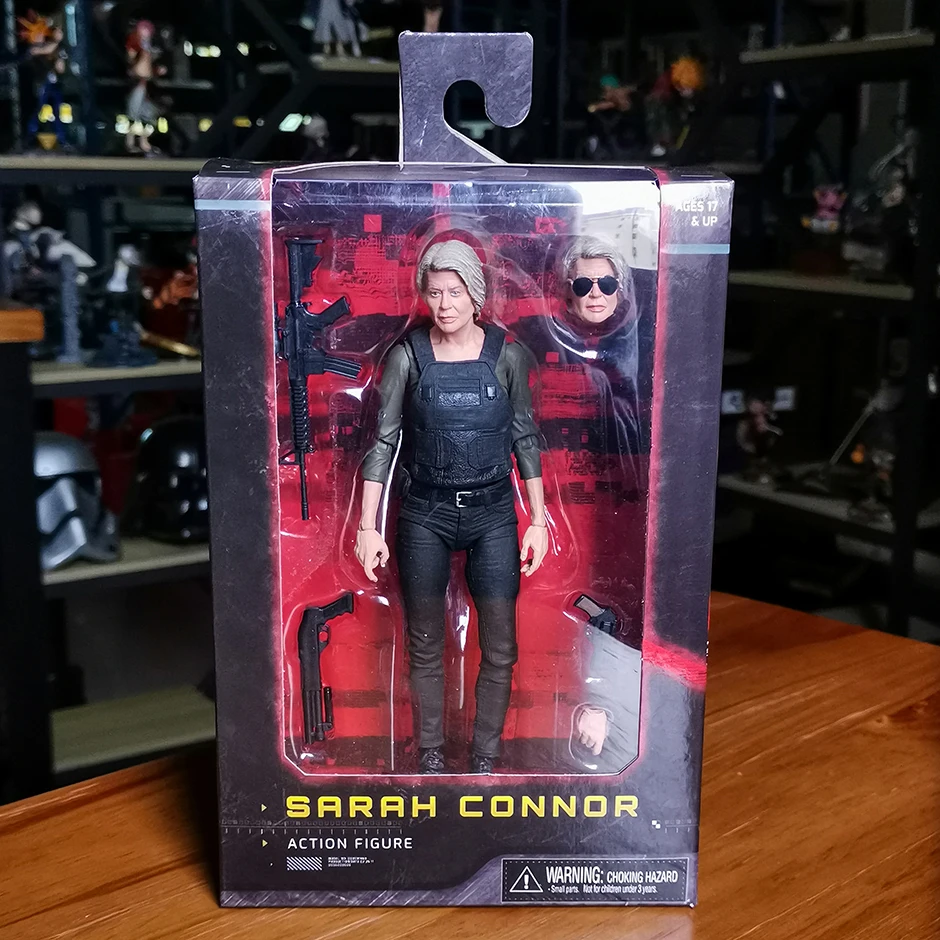 AGES 17
& UP
SARAH CONNOR
ACTION FIGURE
WARNING: CHOKING HAZARD
- Small parts. Not for children under 3 years.